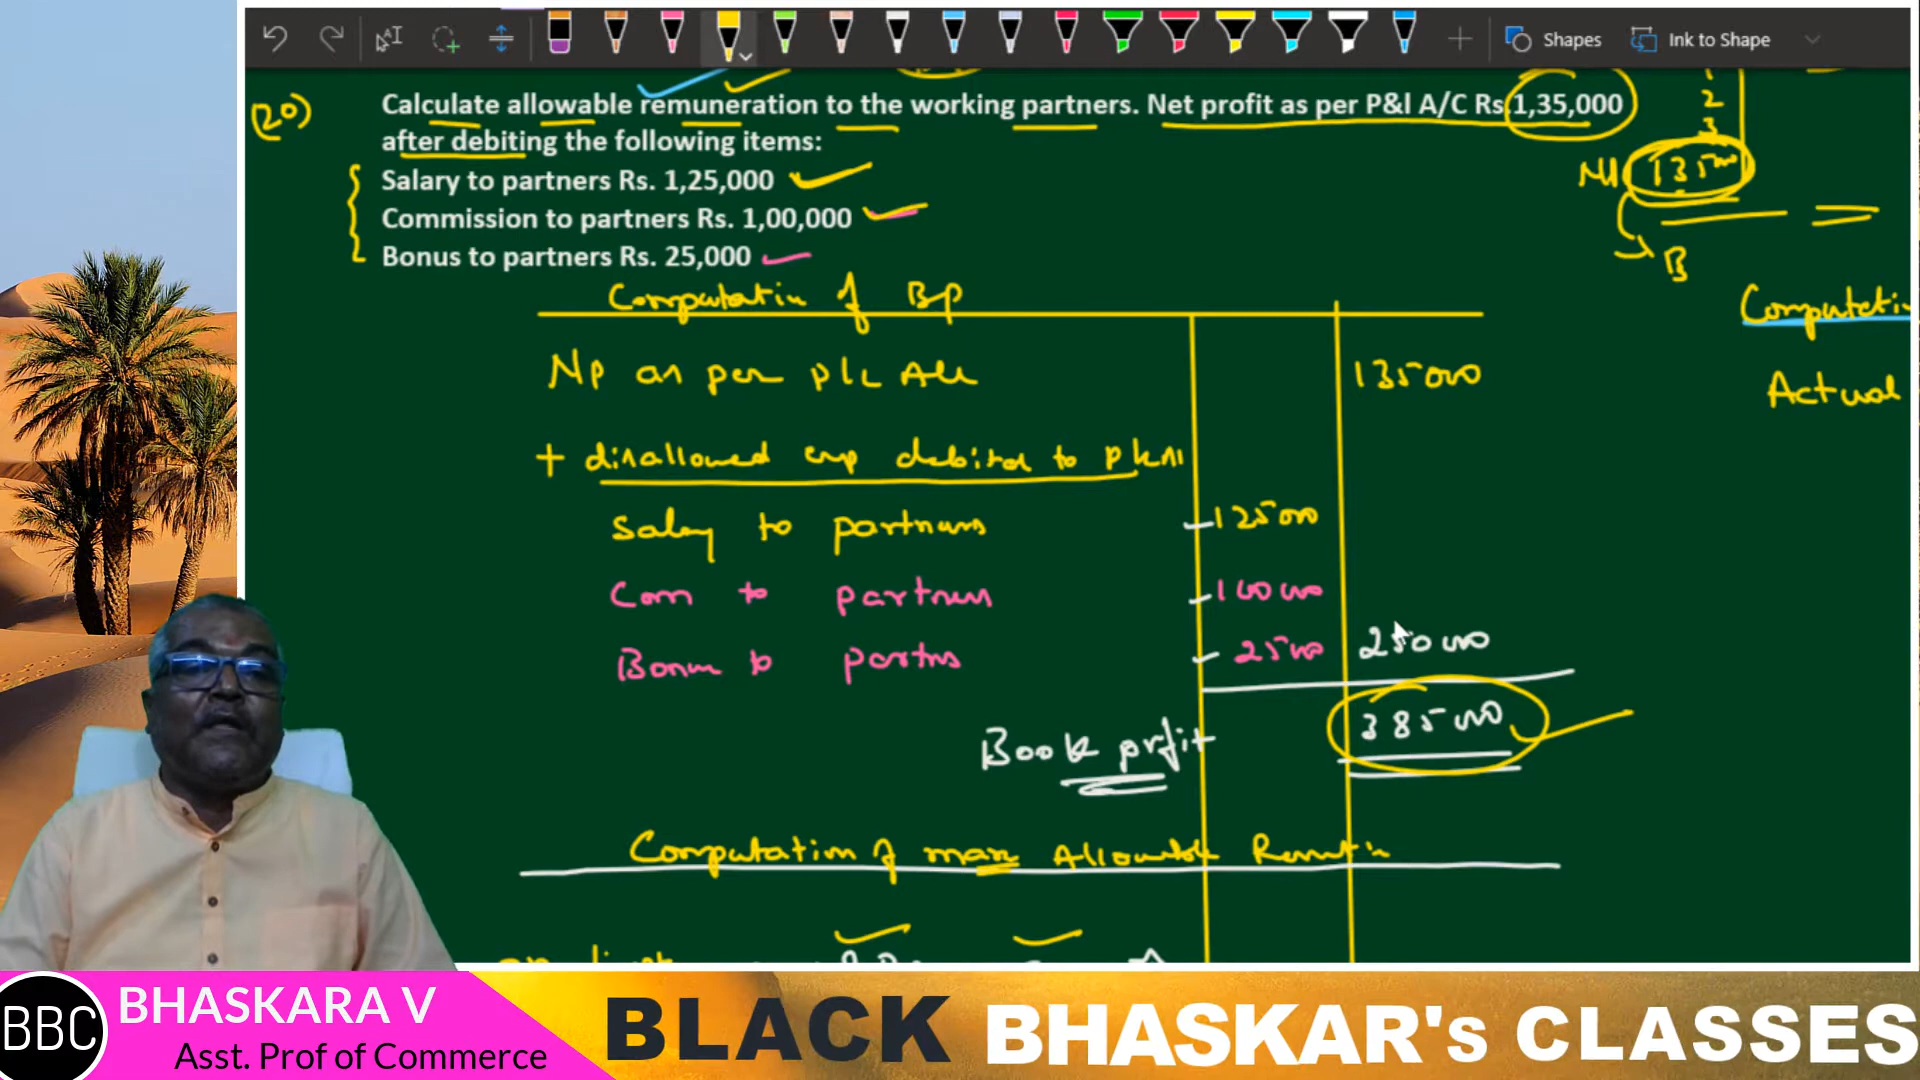 Shapes Ink to Shape
(20) Calculate allowable remuneration to the working partners. Net profit as per P&l A/C Rs 1,35,000
after debiting the following items:
Salary to partners Rs. 1,25,000
Commission to partners Rs. 1,00,000
Bonus to partners Rs. 25,000
2
3
135000
B
Computation of BP
NP as per P/L A/c 135000
+ disallowed exp debited to
Salary to partners 125000
Com to partners 100000
Bonus to partners 25000 250000
Book profit 385000
Computation of max Allowable
Actual
BBC
BHASKARA V
Asst. Prof of Commerce
BLACK BHASKAR's CLASSES